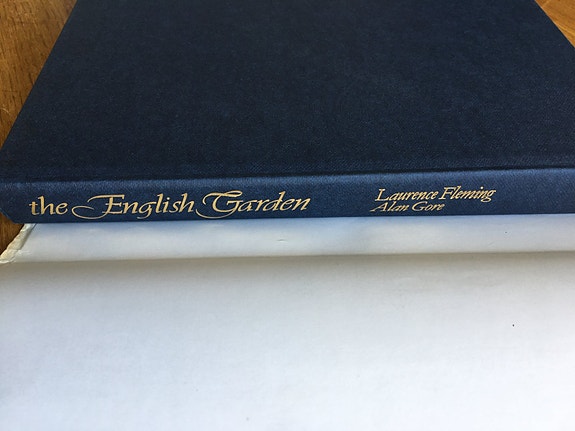 the English Garden
Laurence Fleming
Alan Gore